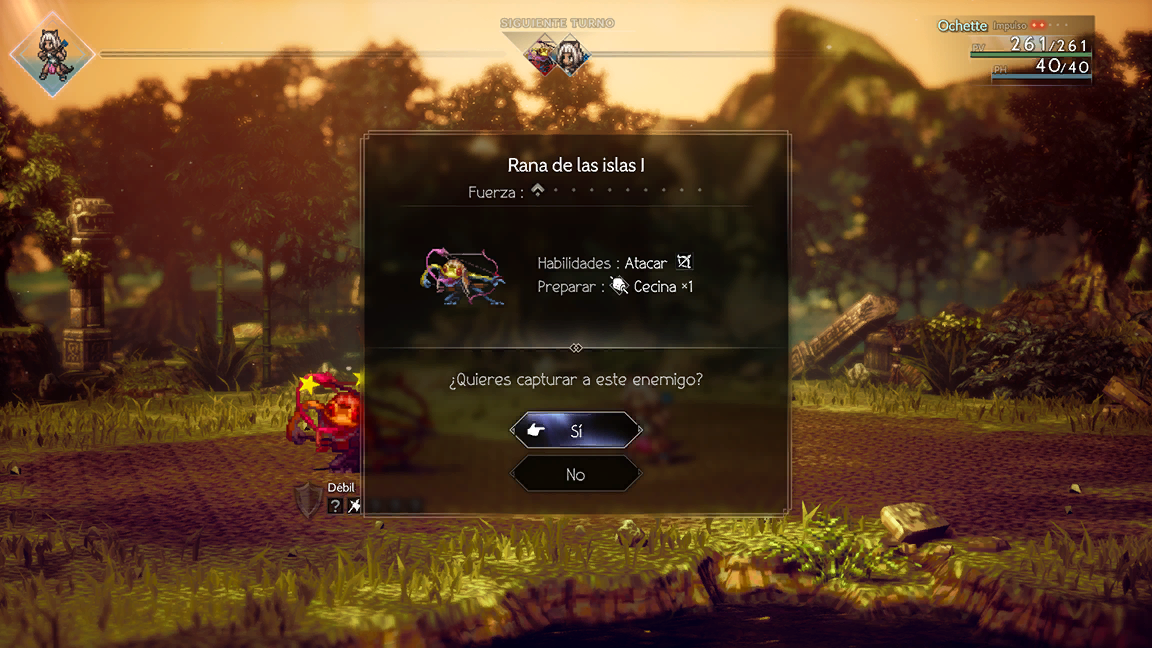 SIGUIENTE TURNO
Ochette Impulso
PV 261/261
PH 40/40
Rana de las islas I
Fuerza :
Habilidades : Atacar
Preparar : Cecina ×1
¿Quieres capturar a este enemigo?
Sí
No
Débil
?